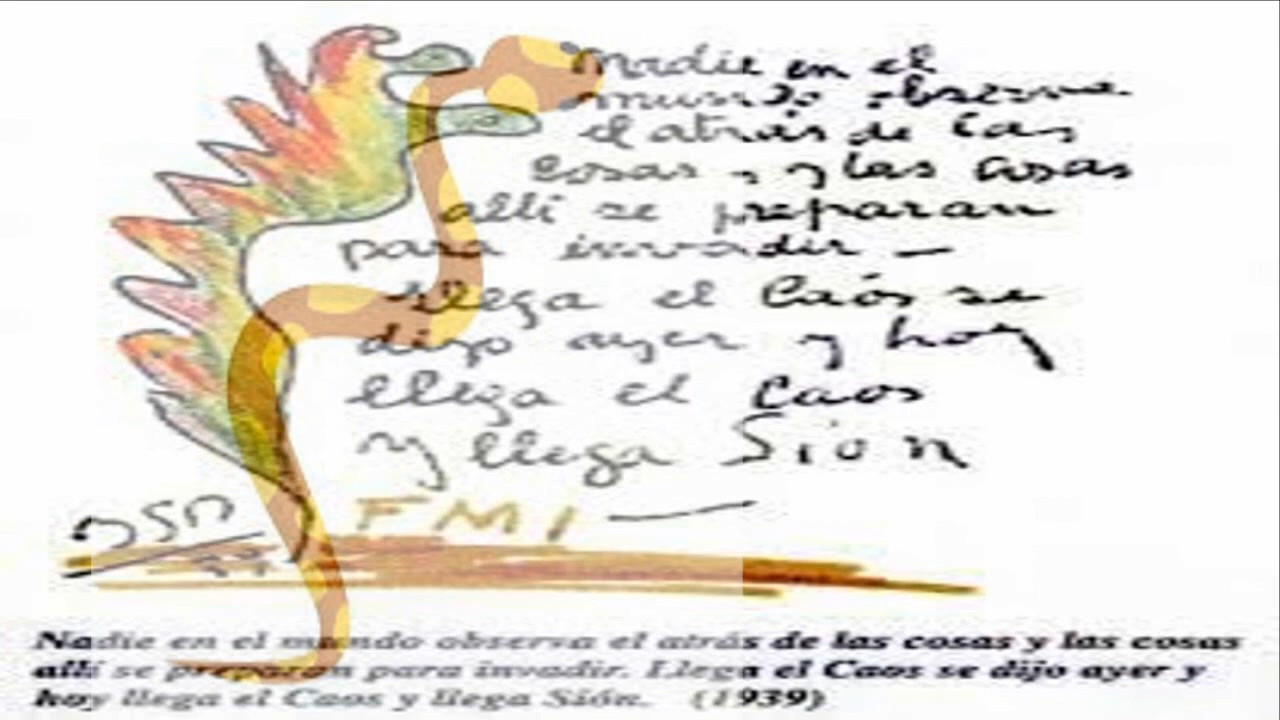 Nadie en el
mundo observa
el atrás de las
cosas, y las cosas
allí se preparan
para invadir —
llega el Caos se
dijo ayer y hoy
llega el Caos
y llega Sion
BSP FMI —
Nadie en el mundo observa el atrás de las cosas y las cosas
allí se preparan para invadir. Llega el Caos se dijo ayer y
hoy llega el Caos y llega Sión. (1939)